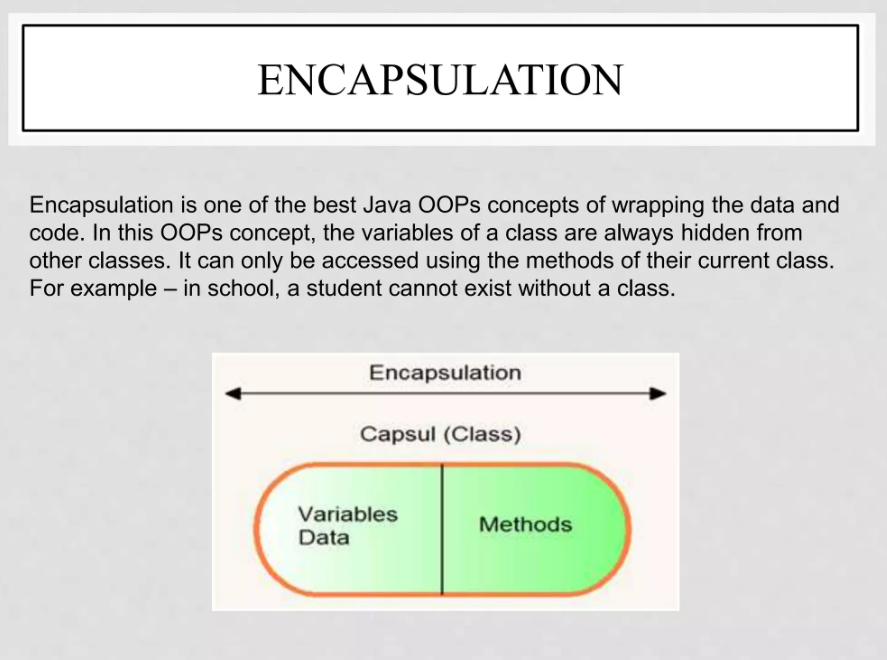 ENCAPSULATION
Encapsulation is one of the best Java OOPs concepts of wrapping the data and
code. In this OOPs concept, the variables of a class are always hidden from
other classes. It can only be accessed using the methods of their current class.
For example – in school, a student cannot exist without a class.
Encapsulation
Capsul (Class)
Variables
Data
Methods